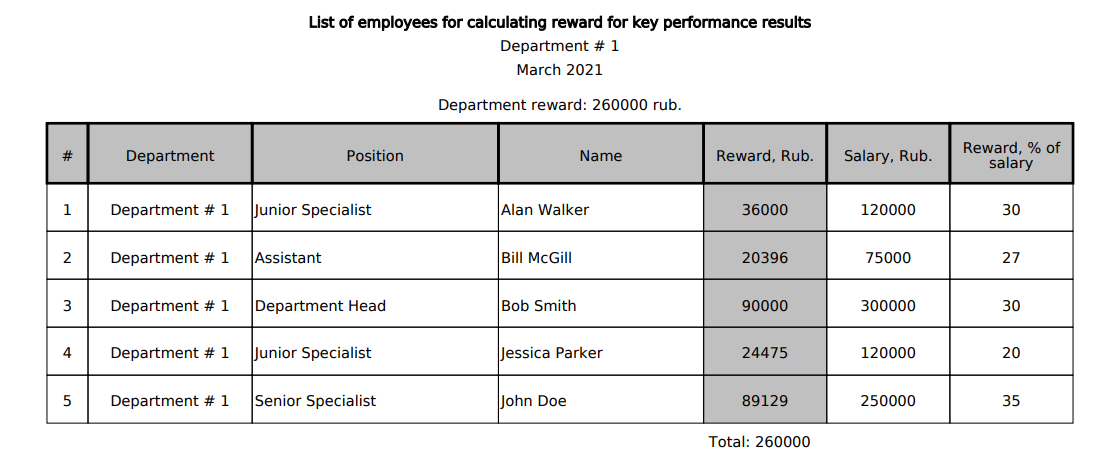 List of employees for calculating reward for key performance results
Department # 1
March 2021
Department reward: 260000 rub.
# Department Position Name Reward, Rub. Salary, Rub. Reward, % of salary
1 Department # 1 Junior Specialist Alan Walker 36000 120000 30
2 Department # 1 Assistant Bill McGill 20396 75000 27
3 Department # 1 Department Head Bob Smith 90000 300000 30
4 Department # 1 Junior Specialist Jessica Parker 24475 120000 20
5 Department # 1 Senior Specialist John Doe 89129 250000 35
Total: 260000